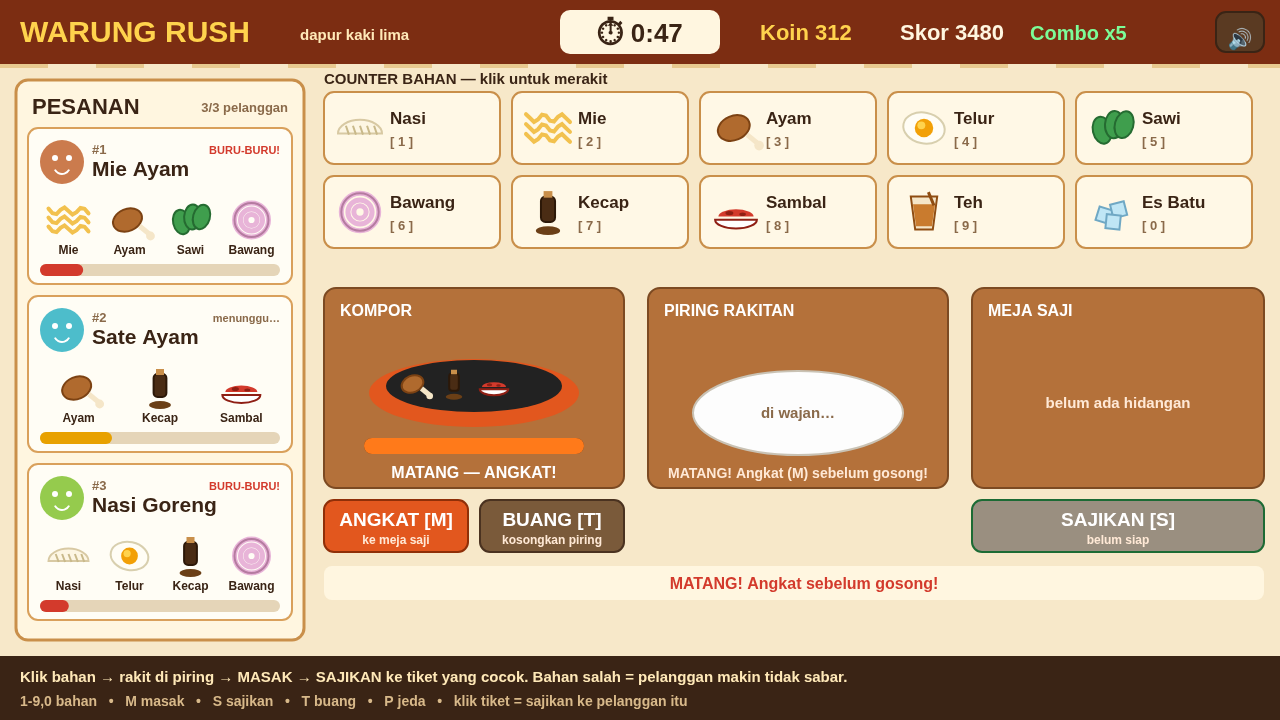 WARUNG RUSH
dapur kaki lima
0:47
Koin 312
Skor 3480
Combo x5
PESANAN
3/3 pelanggan
#1
BURU-BURU!
Mie Ayam
Mie
Ayam
Sawi
Bawang
#2
menunggu…
Sate Ayam
Ayam
Kecap
Sambal
#3
BURU-BURU!
Nasi Goreng
Nasi
Telur
Kecap
Bawang
COUNTER BAHAN — klik untuk merakit
Nasi
[ 1 ]
Mie
[ 2 ]
Ayam
[ 3 ]
Telur
[ 4 ]
Sawi
[ 5 ]
Bawang
[ 6 ]
Kecap
[ 7 ]
Sambal
[ 8 ]
Teh
[ 9 ]
Es Batu
[ 0 ]
KOMPOR
MATANG — ANGKAT!
PIRING RAKITAN
di wajan…
MATANG! Angkat (M) sebelum gosong!
MEJA SAJI
belum ada hidangan
ANGKAT [M]
ke meja saji
BUANG [T]
kosongkan piring
SAJIKAN [S]
belum siap
MATANG! Angkat sebelum gosong!
Klik bahan → rakit di piring → MASAK → SAJIKAN ke tiket yang cocok. Bahan salah = pelanggan makin tidak sabar.
1-9,0 bahan • M masak • S sajikan • T buang • P jeda • klik tiket = sajikan ke pelanggan itu